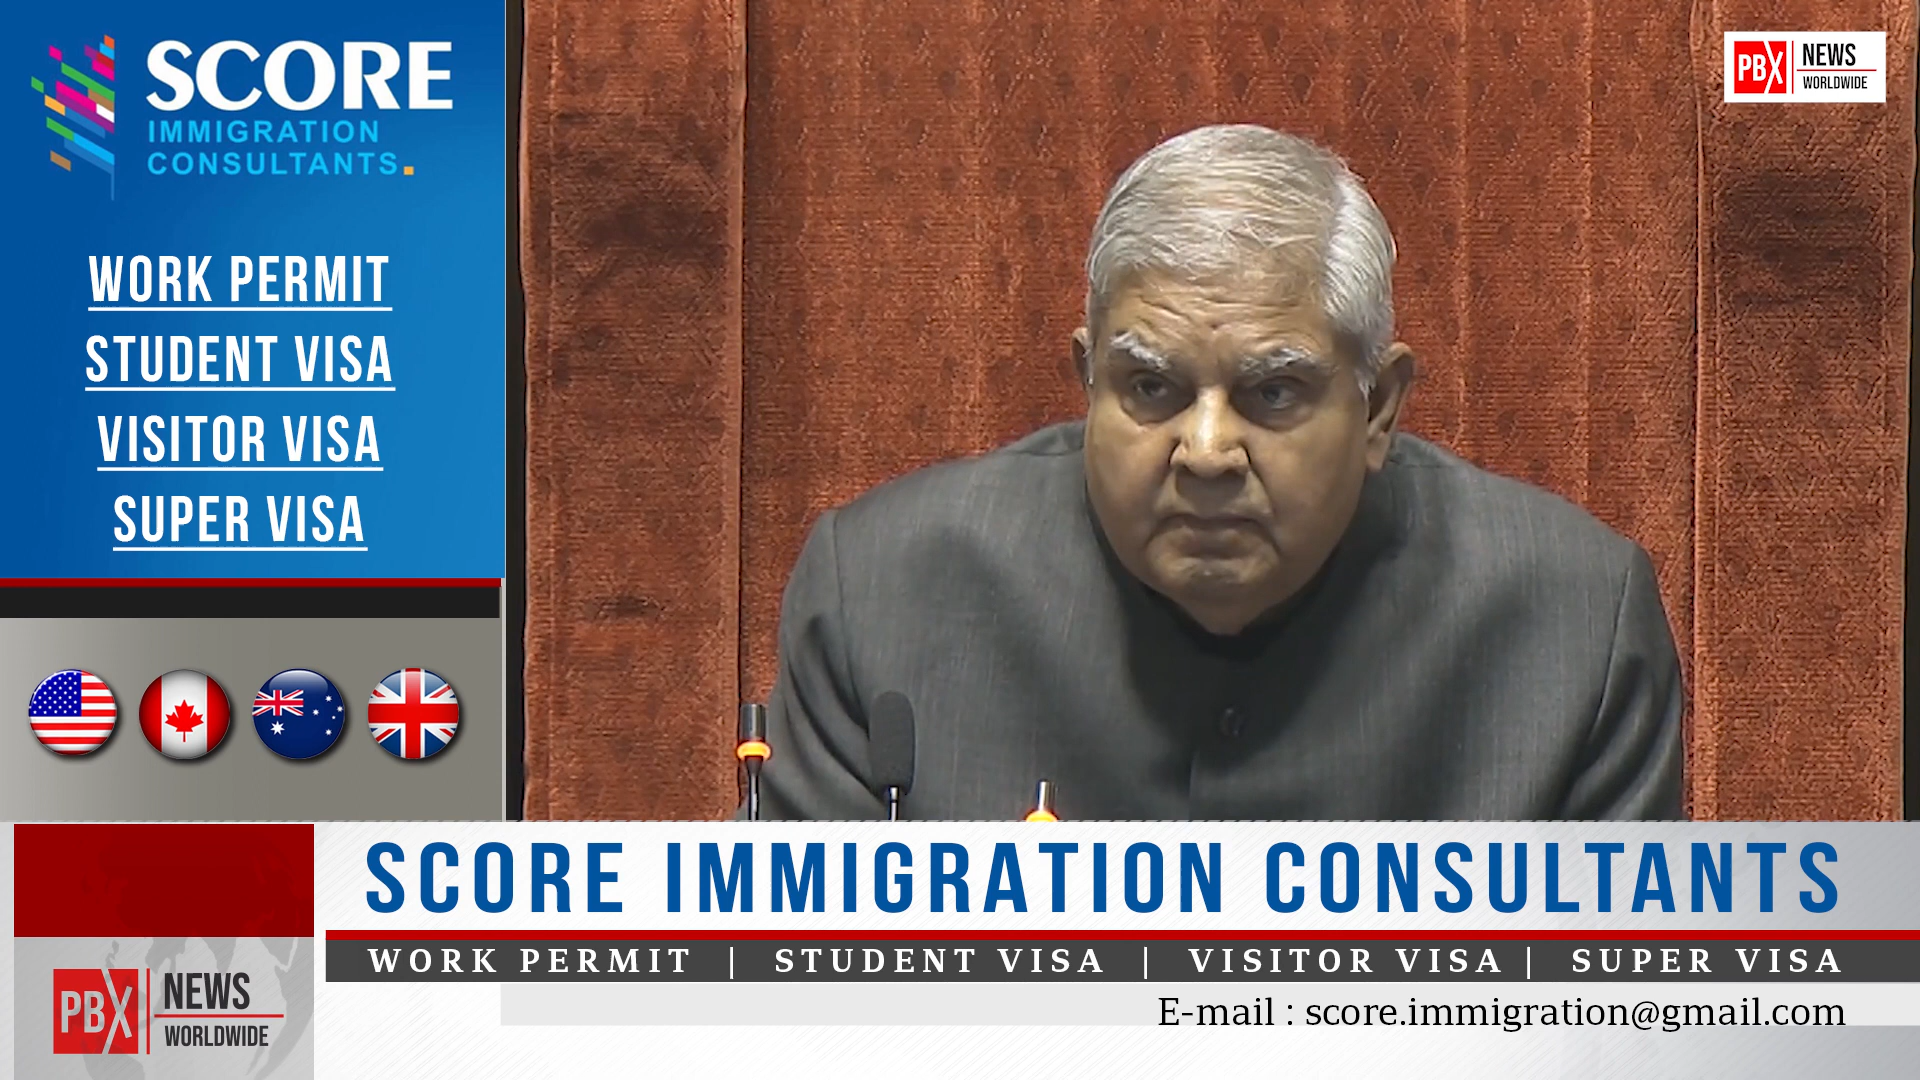 SCORE
IMMIGRATION
CONSULTANTS.
WORK PERMIT
STUDENT VISA
VISITOR VISA
SUPER VISA
PBX NEWS
WORLDWIDE
SCORE IMMIGRATION CONSULTANTS
WORK PERMIT | STUDENT VISA | VISITOR VISA | SUPER VISA
E-mail : score.immigration@gmail.com
PBX NEWS
WORLDWIDE